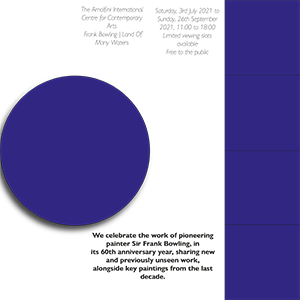 The Arnolfini International
Centre for Contemporary
Arts
Frank Bowling | Land Of
Many Waters
Saturday, 3rd July 2021 to
Sunday, 26th September
2021, 11:00 to 18:00
Limited viewing slots
available
Free to the public
We celebrate the work of pioneering
painter Sir Frank Bowling, in
its 60th anniversary year, sharing new
and previously unseen work,
alongside key paintings from the last
decade.